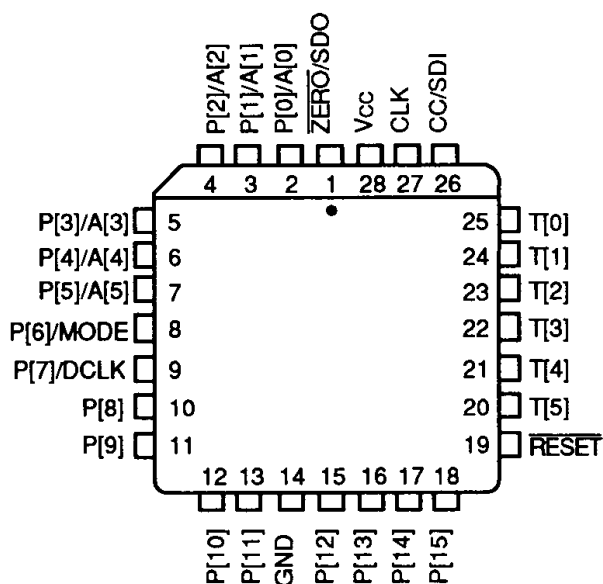 P[2]/A[2]
P[1]/A[1]
P[0]/A[0]
Z̅E̅R̅O̅/SDO
Vcc
CLK
CC/SDI
4
3
2
1
28
27
26
P[3]/A[3]
5
P[4]/A[4]
6
P[5]/A[5]
7
P[6]/MODE
8
P[7]/DCLK
9
P[8]
10
P[9]
11
25
T[0]
24
T[1]
23
T[2]
22
T[3]
21
T[4]
20
T[5]
19
R̅E̅S̅E̅T̅
12
13
14
15
16
17
18
P[10]
P[11]
GND
P[12]
P[13]
P[14]
P[15]